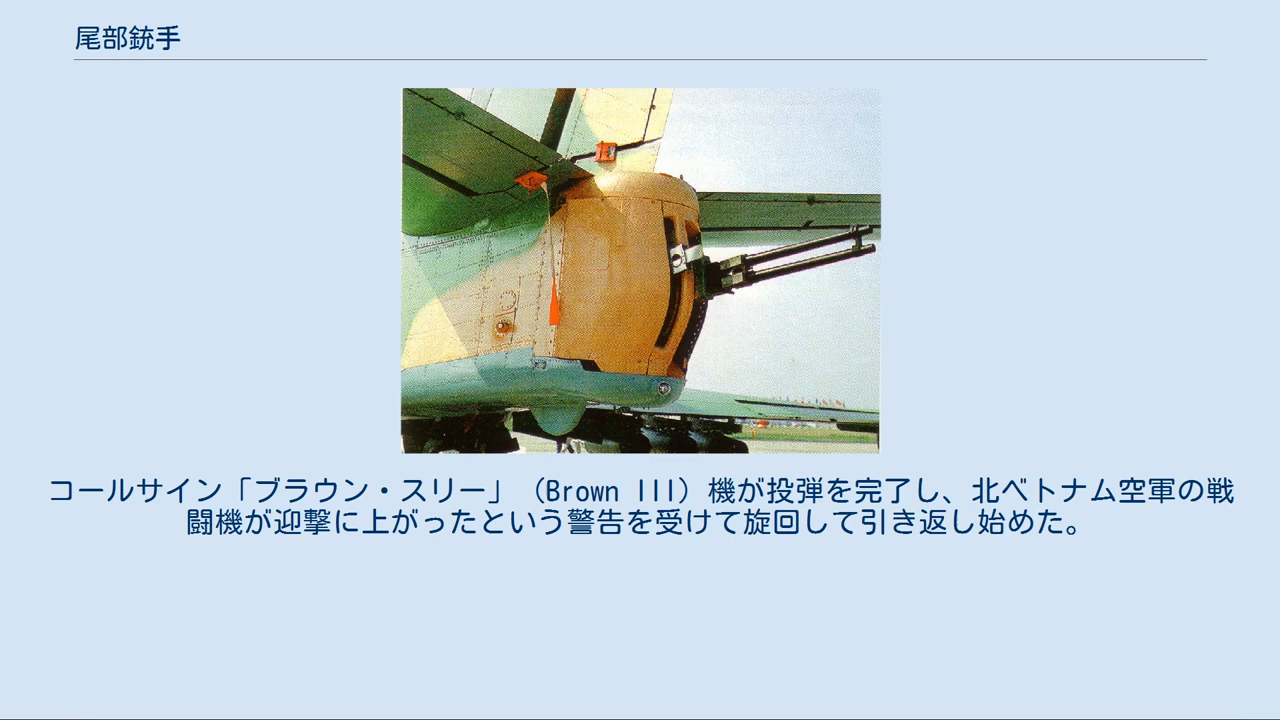 尾部銃手
コールサイン「ブラウン・スリー」（Brown III）機が投弾を完了し、北ベトナム空軍の戦
闘機が迎撃に上がったという警告を受けて旋回して引き返し始めた。